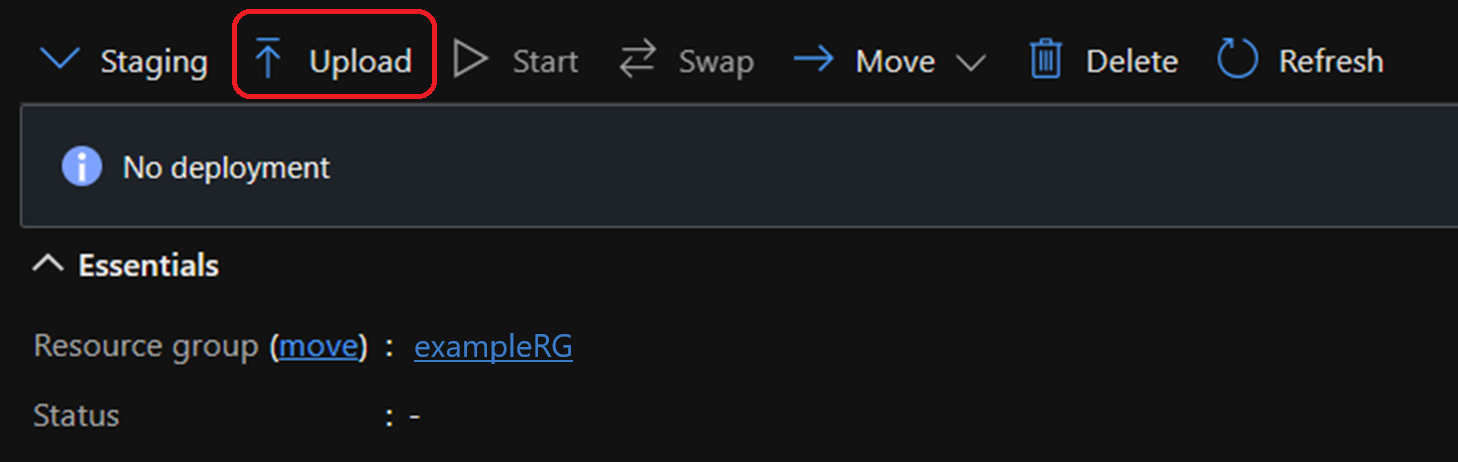 Staging Upload Start Swap Move Delete Refresh
No deployment
Essentials
Resource group (move) : exampleRG
Status : -